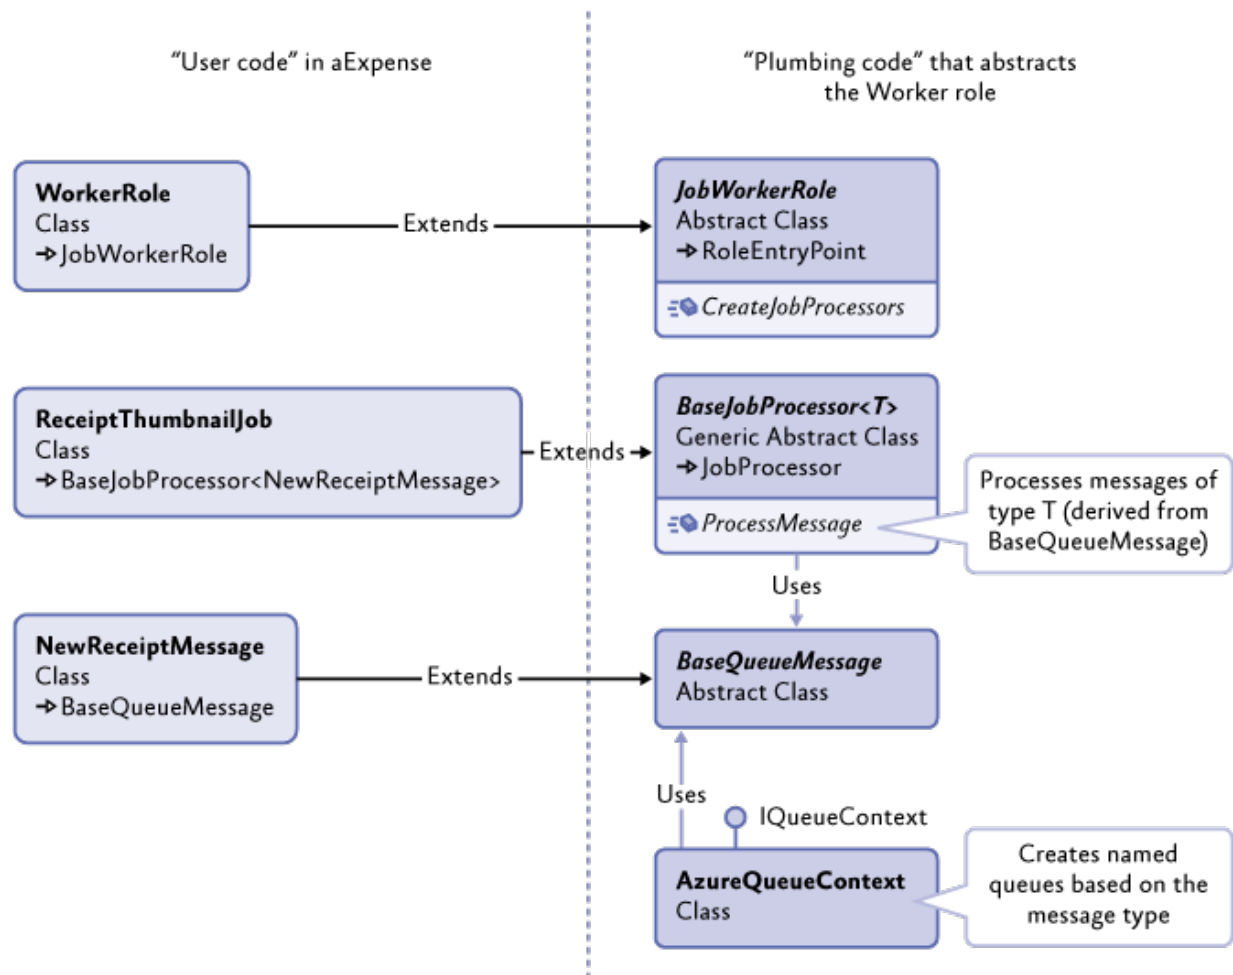 “User code” in aExpense
“Plumbing code” that abstracts
the Worker role
WorkerRole
Class
JobWorkerRole
Extends
JobWorkerRole
Abstract Class
RoleEntryPoint
CreateJobProcessors
ReceiptThumbnailJob
Class
BaseJobProcessor<NewReceiptMessage>
Extends
BaseJobProcessor<T>
Generic Abstract Class
JobProcessor
ProcessMessage
Processes messages of
type T (derived from
BaseQueueMessage)
Uses
NewReceiptMessage
Class
BaseQueueMessage
Extends
BaseQueueMessage
Abstract Class
Uses
IQueueContext
AzureQueueContext
Class
Creates named
queues based on the
message type